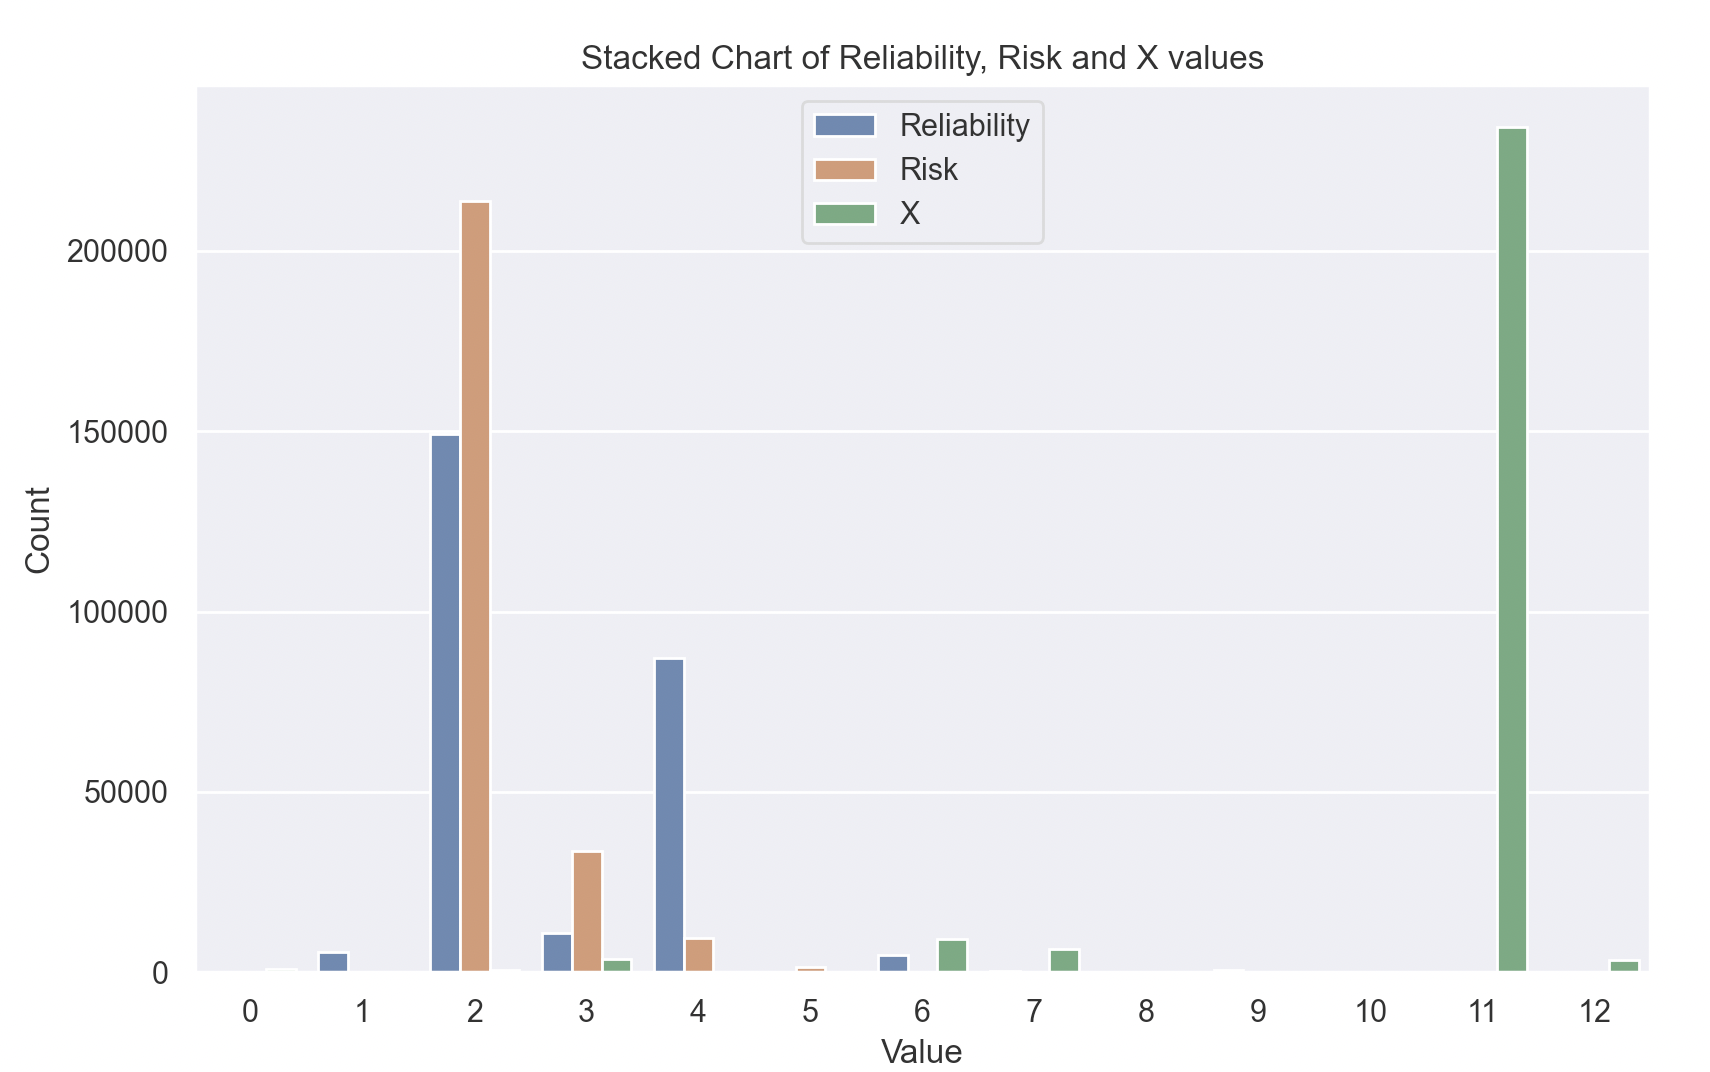 Stacked Chart of Reliability, Risk and X values
Reliability
Risk
X
200000
150000
100000
50000
0
Count
0 1 2 3 4 5 6 7 8 9 10 11 12
Value